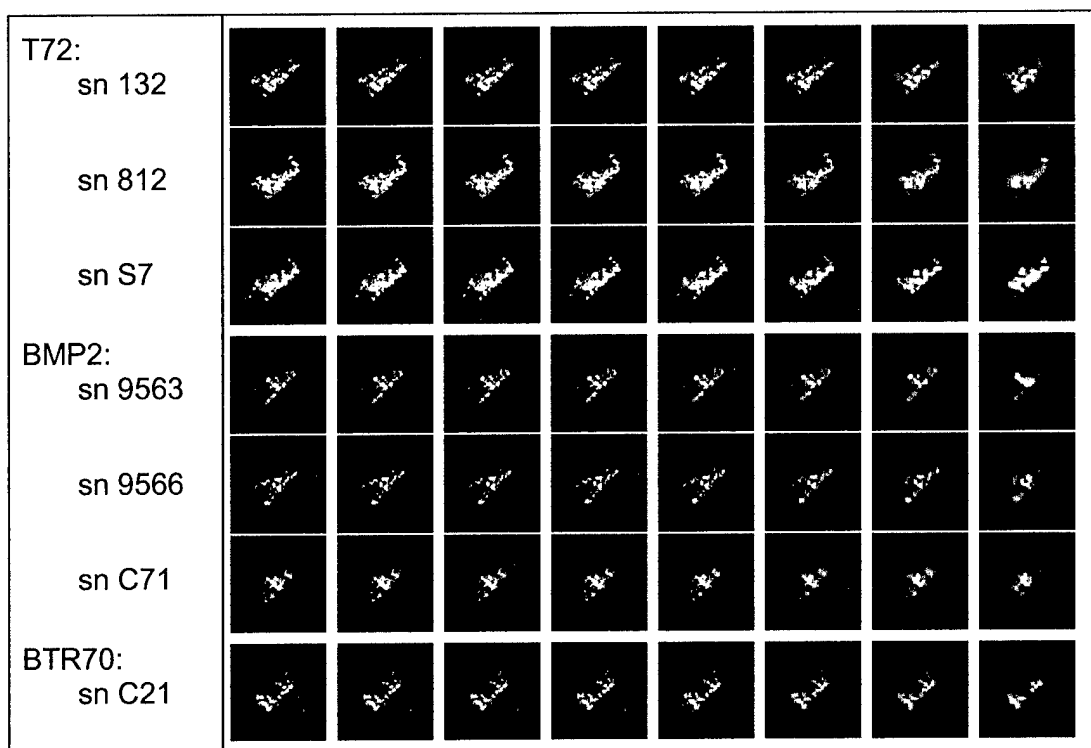 T72:
sn 132
sn 812
sn S7
BMP2:
sn 9563
sn 9566
sn C71
BTR70:
sn C21